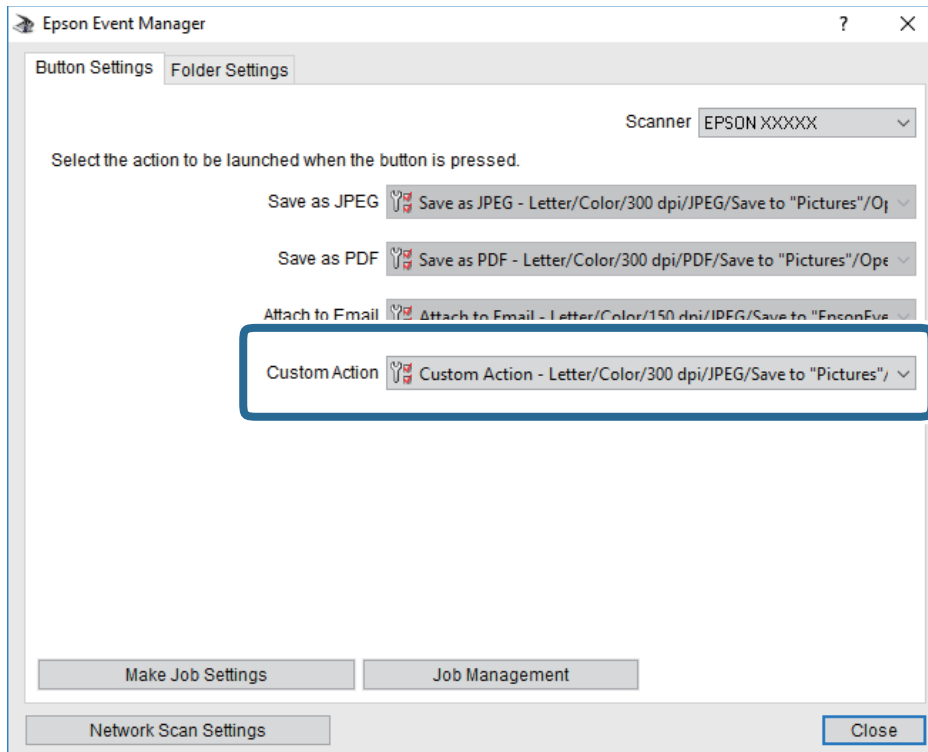 Epson Event Manager
Button Settings Folder Settings
Scanner EPSON XXXXX
Select the action to be launched when the button is pressed.
Save as JPEG Save as JPEG - Letter/Color/300 dpi/JPEG/Save to "Pictures"/Op
Save as PDF Save as PDF - Letter/Color/300 dpi/PDF/Save to "Pictures"/Ope
Attach to Email Attach to Email - Letter/Color/150 dpi/JPEG/Save to "EpsonEve
Custom Action Custom Action - Letter/Color/300 dpi/JPEG/Save to "Pictures"/
Make Job Settings Job Management
Network Scan Settings Close